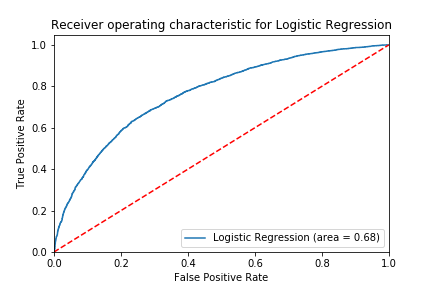 Receiver operating characteristic for Logistic Regression
True Positive Rate
1.0
0.8
0.6
0.4
0.2
0.0
Logistic Regression (area = 0.68)
0.0 0.2 0.4 0.6 0.8 1.0
False Positive Rate